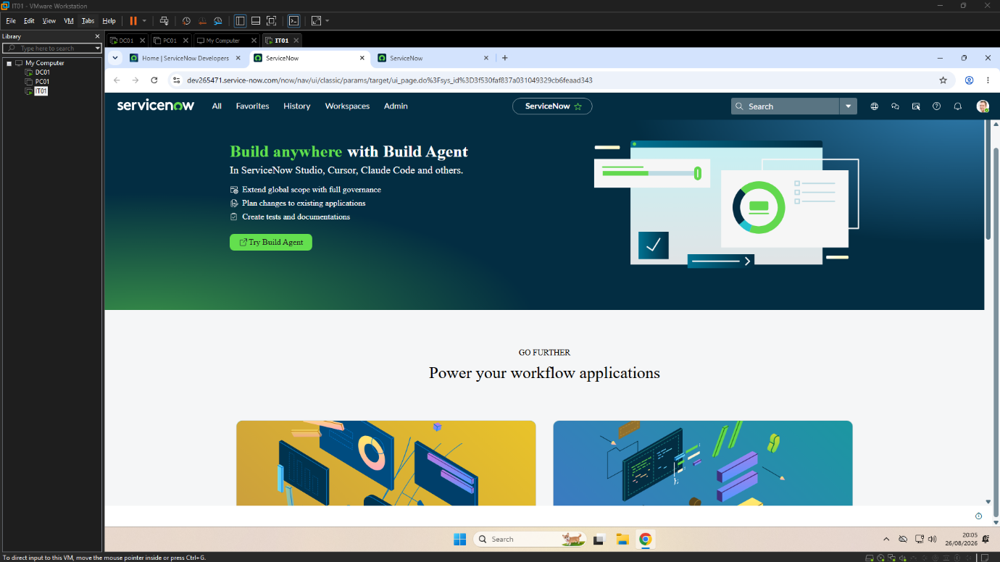 IT01 - VMware Workstation
File Edit View VM Tabs Help
Library
Type here to search
My Computer
DC01
PC01
IT01
DC01 PC01 My Computer IT01
Home | ServiceNow Developers ServiceNow ServiceNow
dev265471.service-now.com/now/nav/ui/classic/params/target/ui_page.do%3Fsys_id%3D3f530faf837a031049329cb6feaad343
servicenow All Favorites History Workspaces Admin ServiceNow Search
Build anywhere with Build Agent
In ServiceNow Studio, Cursor, Claude Code and others.
Extend global scope with full governance
Plan changes to existing applications
Create tests and documentations
Try Build Agent
GO FURTHER
Power your workflow applications
Search
20:05
26/08/2026
To direct input to this VM, move the mouse pointer inside or press Ctrl+G.